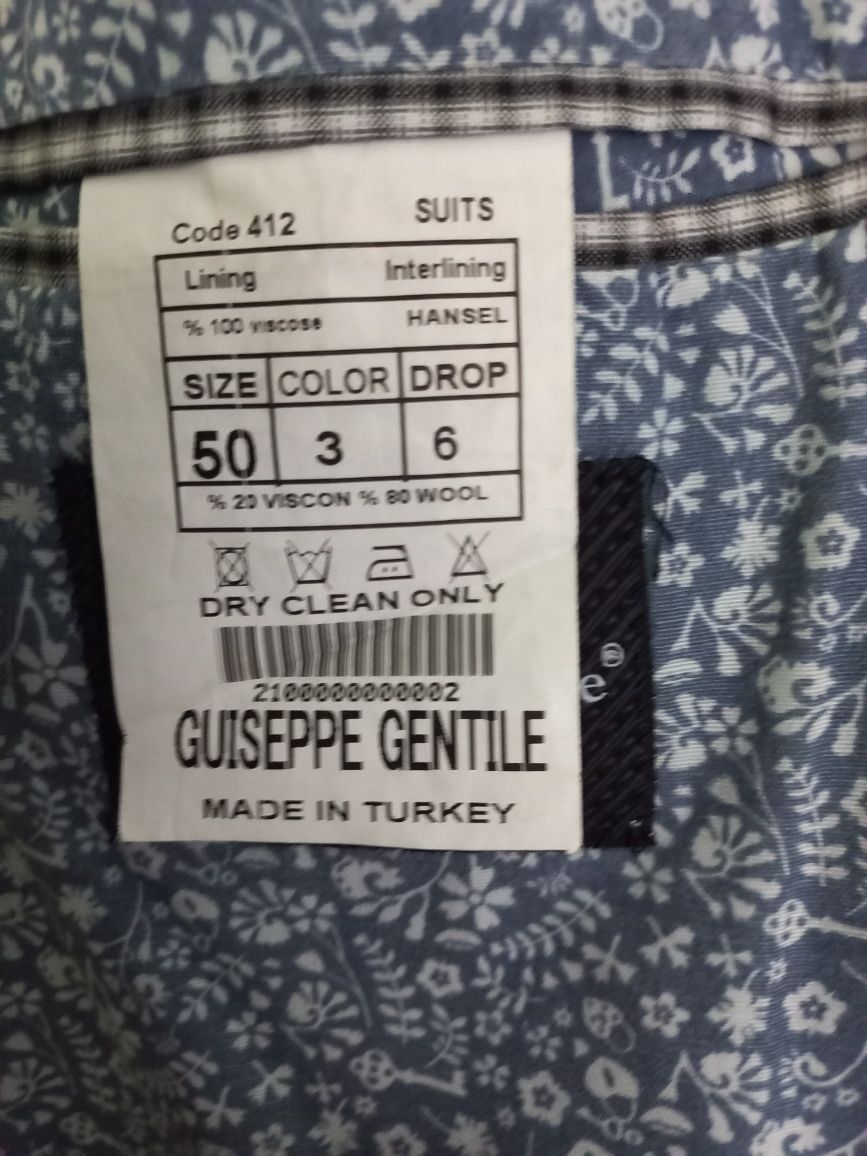 Code 412 SUITS
Lining Interlining
% 100 viscose HANSEL
SIZE COLOR DROP
50 3 6
% 20 VISCON % 80 WOOL
DRY CLEAN ONLY
2100000000002
GUISEPPE GENTILE
MADE IN TURKEY
e®